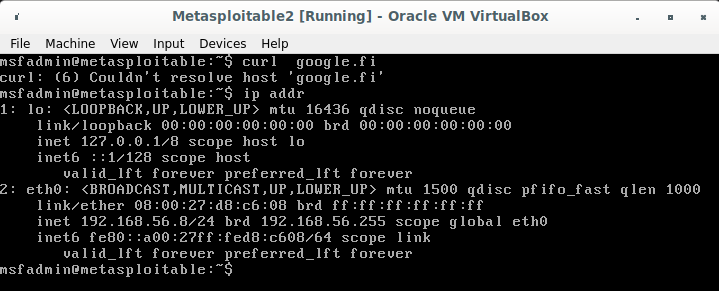 Metasploitable2 [Running] - Oracle VM VirtualBox
File Machine View Input Devices Help
msfadmin@metasploitable:~$ curl  google.fi
curl: (6) Couldn't resolve host 'google.fi'
msfadmin@metasploitable:~$ ip addr
1: lo: <LOOPBACK,UP,LOWER_UP> mtu 16436 qdisc noqueue
    link/loopback 00:00:00:00:00:00 brd 00:00:00:00:00:00
    inet 127.0.0.1/8 scope host lo
    inet6 ::1/128 scope host
       valid_lft forever preferred_lft forever
2: eth0: <BROADCAST,MULTICAST,UP,LOWER_UP> mtu 1500 qdisc pfifo_fast qlen 1000
    link/ether 08:00:27:d8:c6:08 brd ff:ff:ff:ff:ff:ff
    inet 192.168.56.8/24 brd 192.168.56.255 scope global eth0
    inet6 fe80::a00:27ff:fed8:c608/64 scope link
       valid_lft forever preferred_lft forever
msfadmin@metasploitable:~$